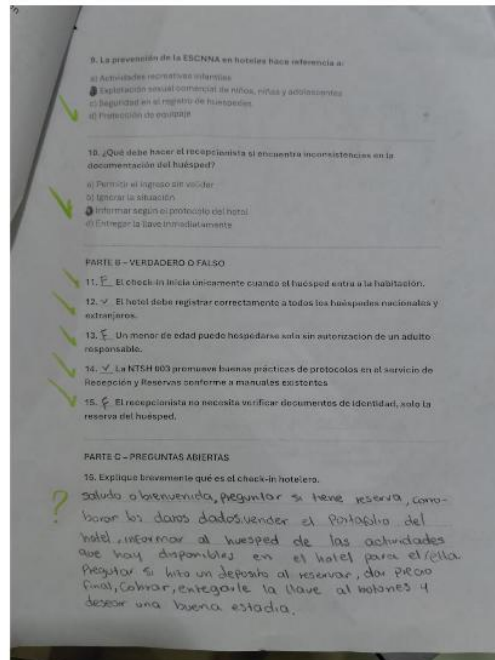 9. La prevención de la ESCNNA en hoteles hace referencia a:
a) Actividades recreativas infantiles
Explotación sexual comercial de niños, niñas y adolescentes
c) Seguridad en el registro de huéspedes
d) Protección de equipaje
10. ¿Qué debe hacer el recepcionista si encuentra inconsistencias en la
documentación del huésped?
a) Permitir el ingreso sin validar
b) Ignorar la situación
Informar según el protocolo del hotel
d) Entregar la llave inmediatamente
PARTE B – VERDADERO O FALSO
11. F El check-in inicia únicamente cuando el huésped entra a la habitación.
12. V El hotel debe registrar correctamente a todos los huéspedes nacionales y
extranjeros.
13. F Un menor de edad puede hospedarse solo sin autorización de un adulto
responsable.
14. V La NTSH 003 promueve buenas prácticas de protocolos en el servicio de
Recepción y Reservas conforme a manuales existentes
15. F El recepcionista no necesita verificar documentos de identidad, solo la
reserva del huésped.
PARTE C – PREGUNTAS ABIERTAS
16. Explique brevemente qué es el check-in hotelero.
? saludo o bienvenida, preguntar si tiene reserva, corro-
borar los datos dados. vender el Portafolio del
hotel, informar al huesped de las actividades
que hay disponibles en el hotel para el/ella
Pregutar si hizo un deposito al reservar, dar precio
final, Cobrar, entegarle la llave al botones y
desear una buena estadia.